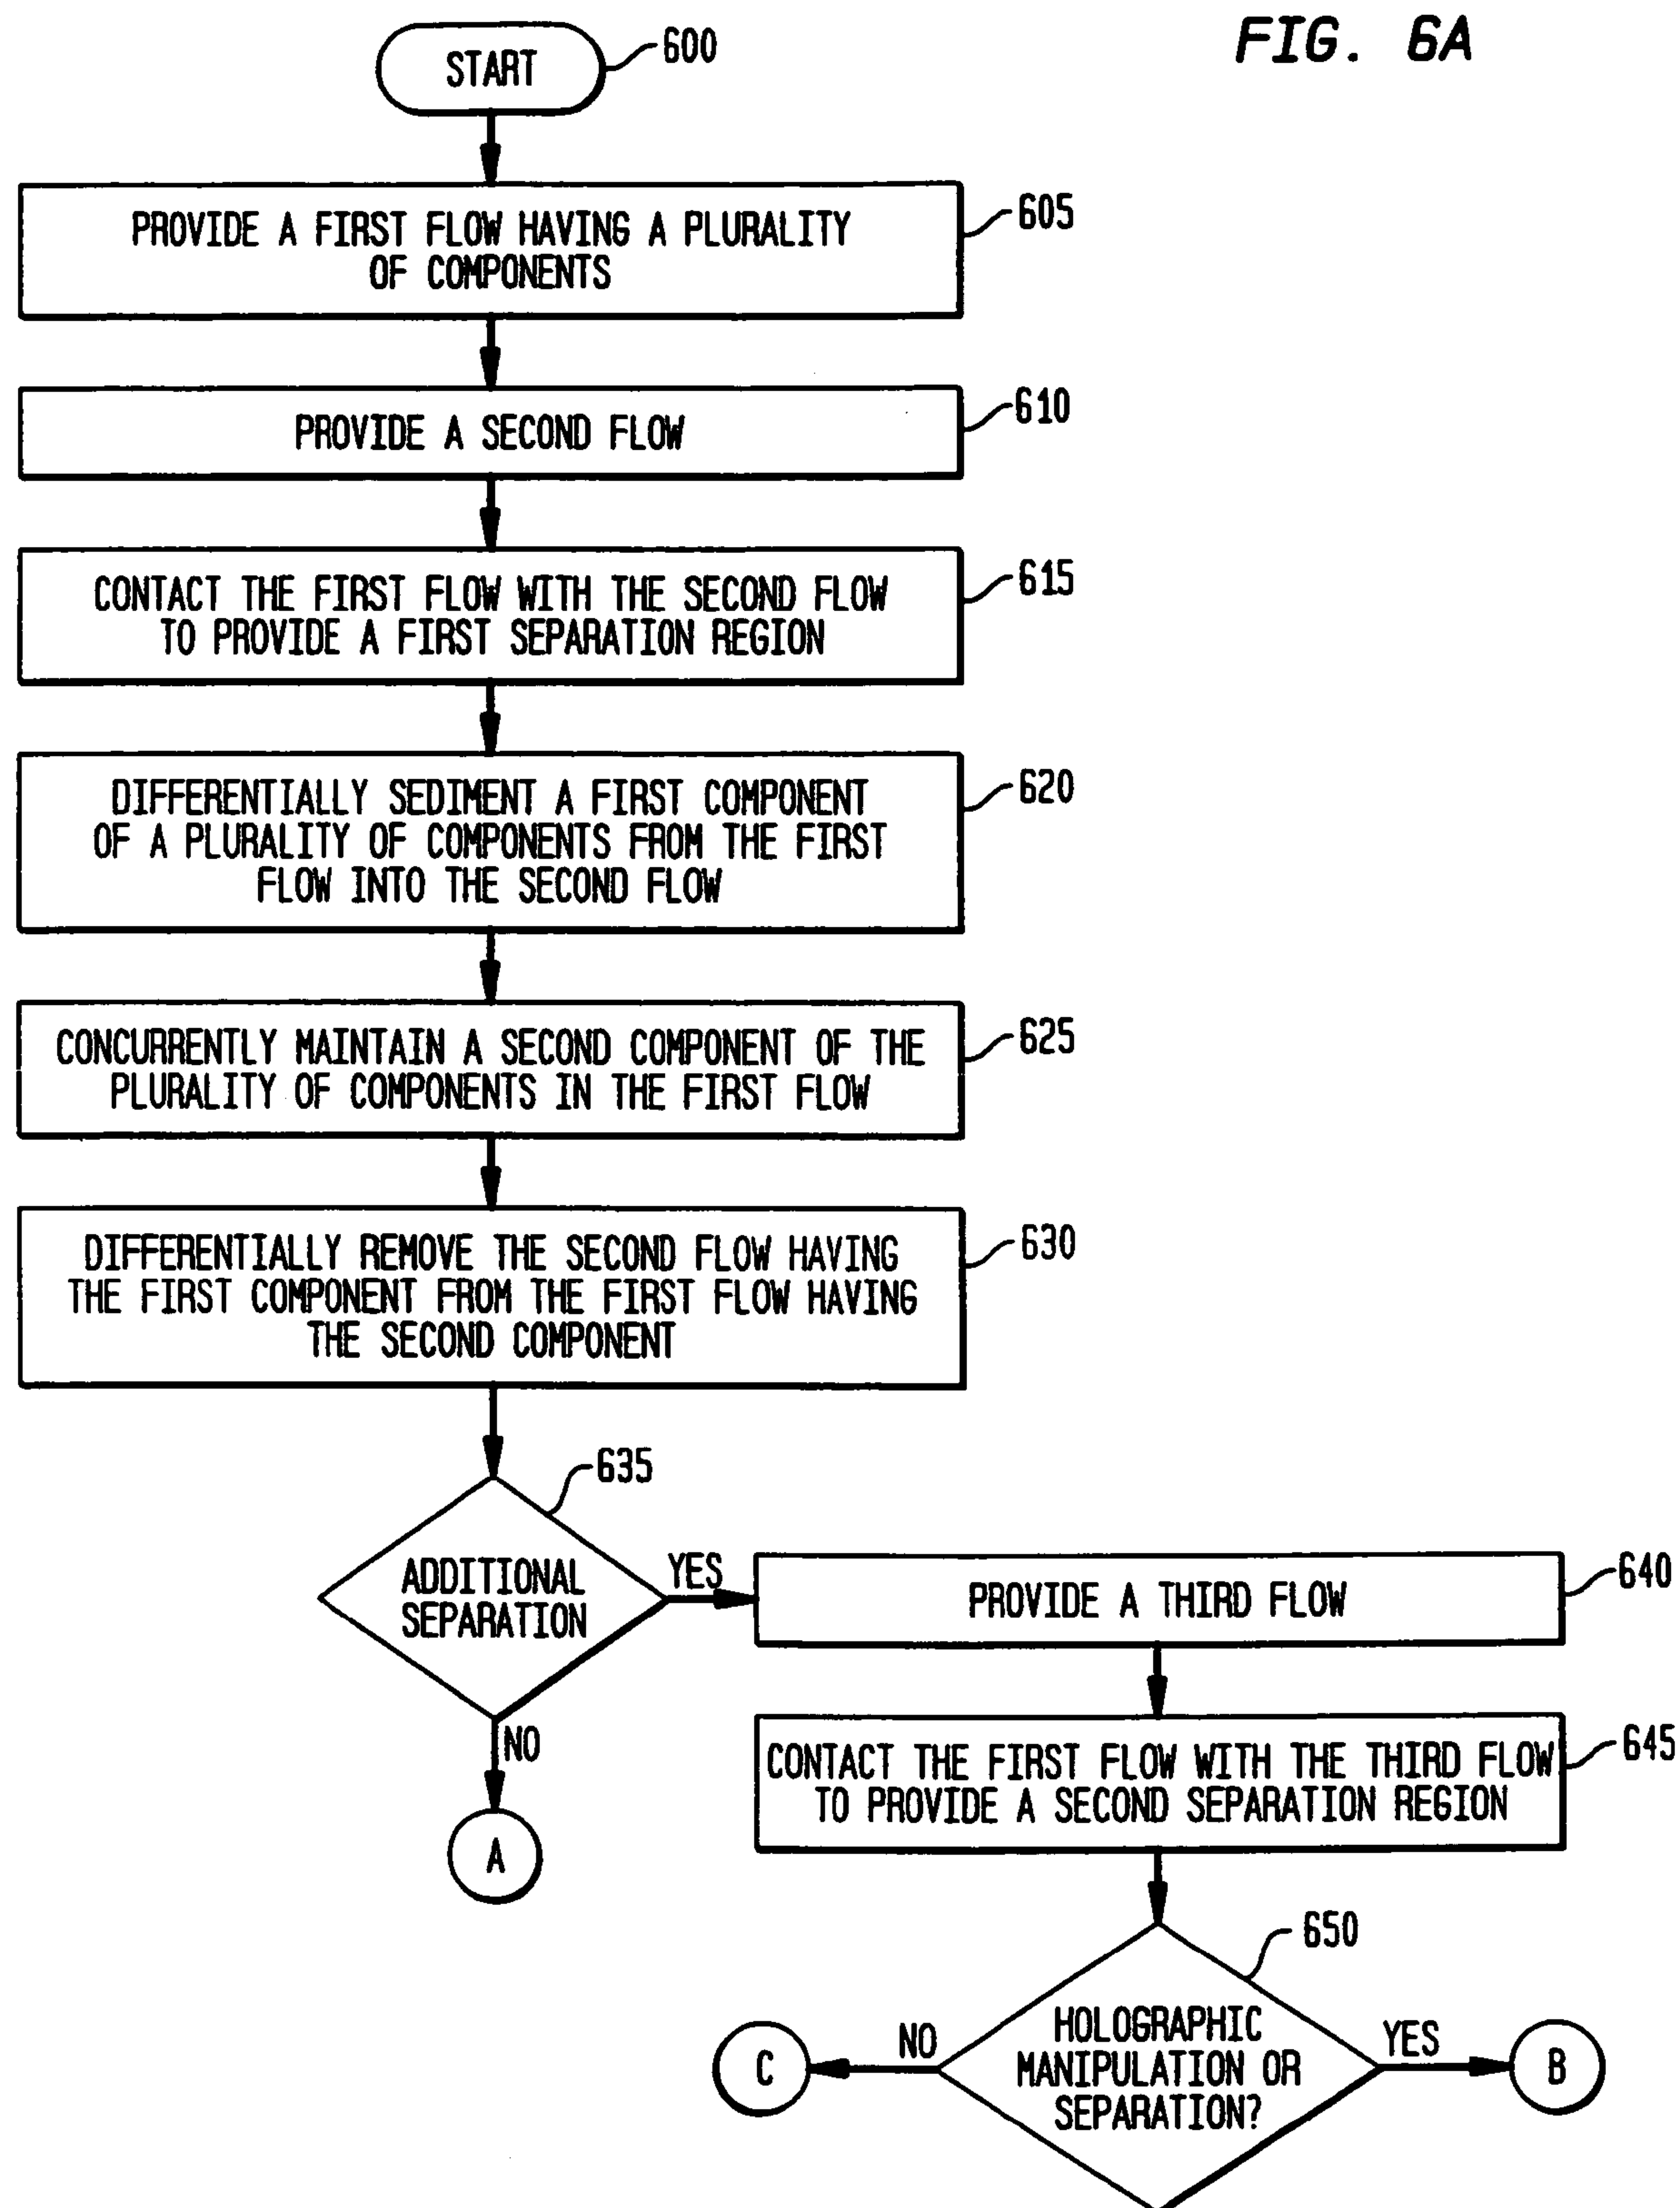 FIG. 6A
START
600
PROVIDE A FIRST FLOW HAVING A PLURALITY
OF COMPONENTS
605
PROVIDE A SECOND FLOW
610
CONTACT THE FIRST FLOW WITH THE SECOND FLOW
TO PROVIDE A FIRST SEPARATION REGION
615
DIFFERENTIALLY SEDIMENT A FIRST COMPONENT
OF A PLURALITY OF COMPONENTS FROM THE FIRST
FLOW INTO THE SECOND FLOW
620
CONCURRENTLY MAINTAIN A SECOND COMPONENT OF THE
PLURALITY OF COMPONENTS IN THE FIRST FLOW
625
DIFFERENTIALLY REMOVE THE SECOND FLOW HAVING
THE FIRST COMPONENT FROM THE FIRST FLOW HAVING
THE SECOND COMPONENT
630
635
ADDITIONAL
SEPARATION
YES
NO
A
PROVIDE A THIRD FLOW
640
CONTACT THE FIRST FLOW WITH THE THIRD FLOW
TO PROVIDE A SECOND SEPARATION REGION
645
650
HOLOGRAPHIC
MANIPULATION OR
SEPARATION?
NO
C
YES
B